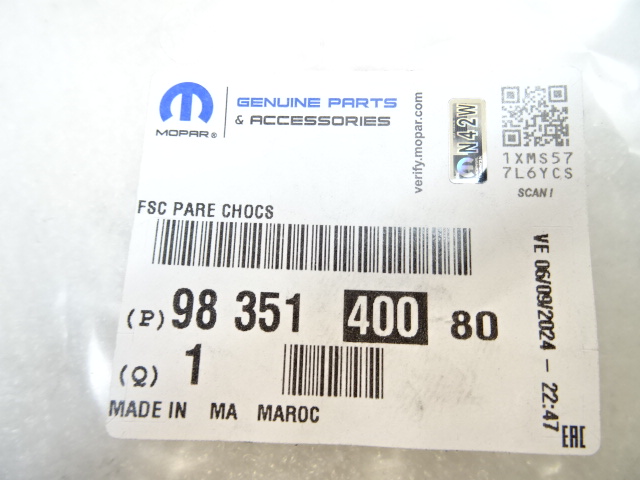 MOPAR®
GENUINE PARTS
& ACCESSORIES
verify.mopar.com
N42W
1XMS57
7L6YCS
SCAN!
FSC PARE CHOCS
(P) 98 351 400 80
(Q) 1
MADE IN MA MAROC
VE 06/09/2024 - 22:47
EAC